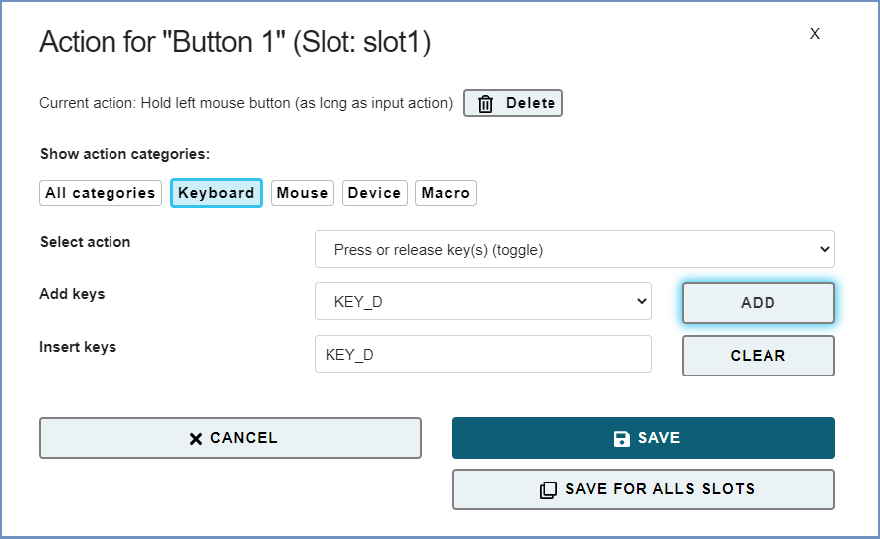 Action for "Button 1" (Slot: slot1)
X
Current action: Hold left mouse button (as long as input action) Delete
Show action categories:
All categories Keyboard Mouse Device Macro
Select action Press or release key(s) (toggle)
Add keys KEY_D ADD
Insert keys KEY_D CLEAR
CANCEL SAVE
SAVE FOR ALLS SLOTS